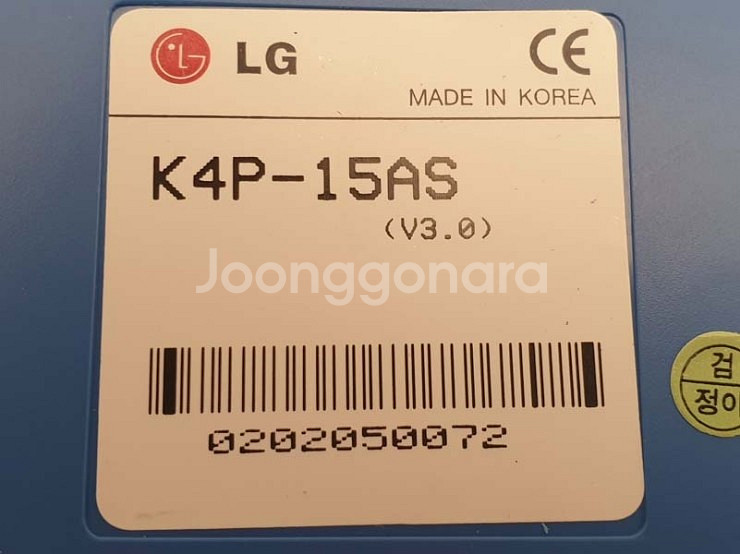 LG
CE
MADE IN KOREA
K4P-15AS
(V3.0)
Joonggonara
0202050072
검
정이